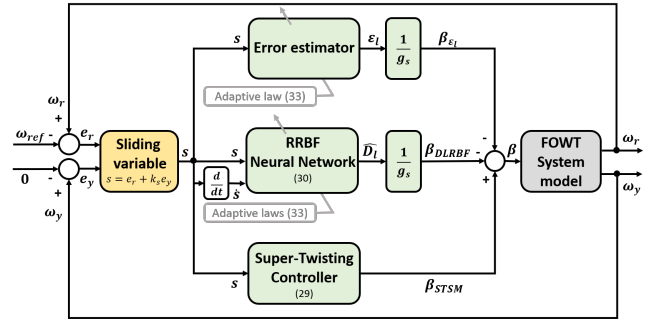 s
Error estimator
ε_l
1
g_s
β_{ε_l}
Adaptive law (33)
ω_r
+
ω_ref
-
e_r
0
-
e_y
+
ω_y
Sliding
variable
s = e_r + k_s e_y
s
s
RRBF
Neural Network
(30)
d
dt
ṡ
D̂_l
1
g_s
β_DLRBF
-
-
+
β
FOWT
System
model
ω_r
ω_y
Adaptive laws (33)
s
Super-Twisting
Controller
(29)
β_STSM